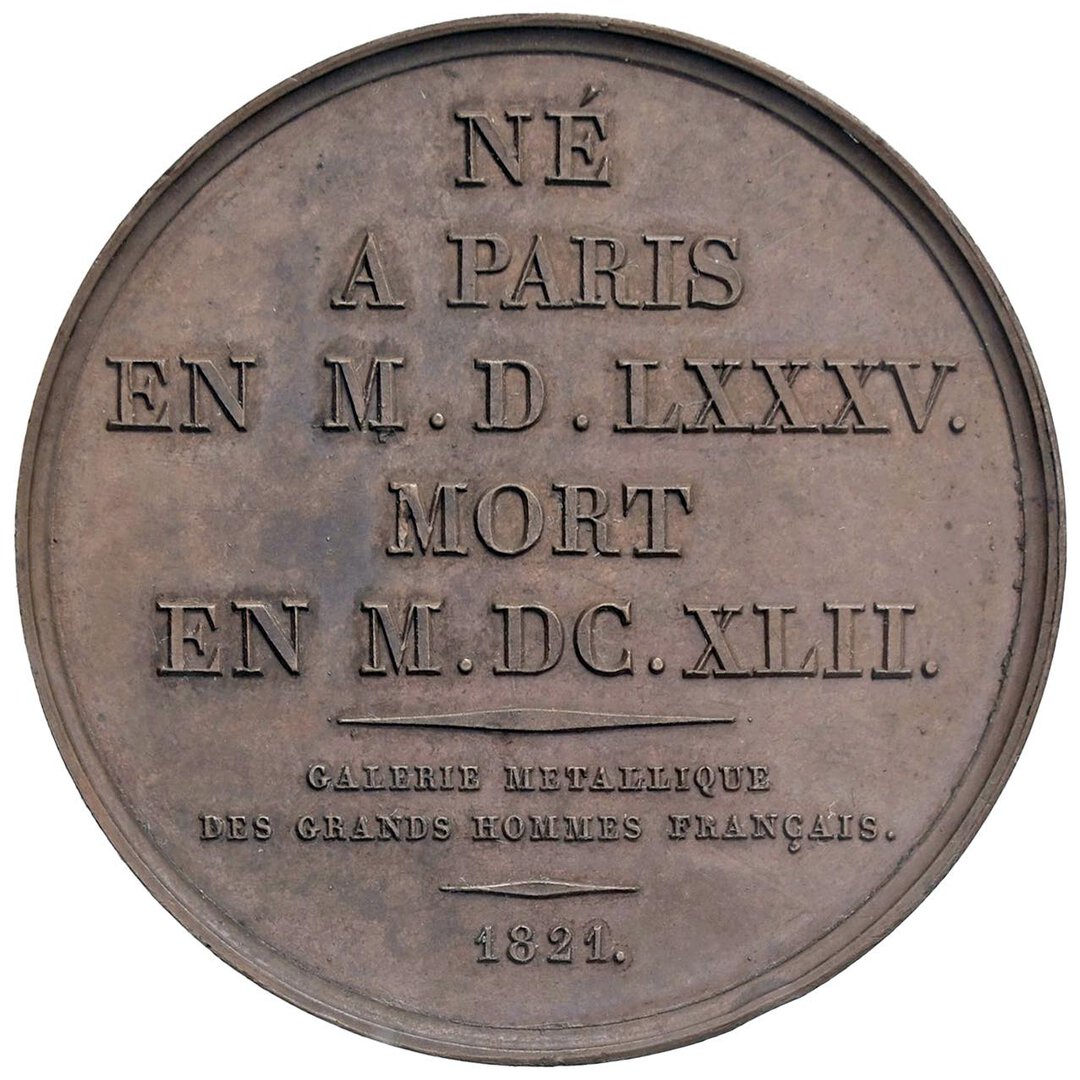 NÉ
A PARIS
EN M.D.LXXXV.
MORT
EN M.DC.XLII.
GALERIE METALLIQUE
DES GRANDS HOMMES FRANÇAIS.
1821.